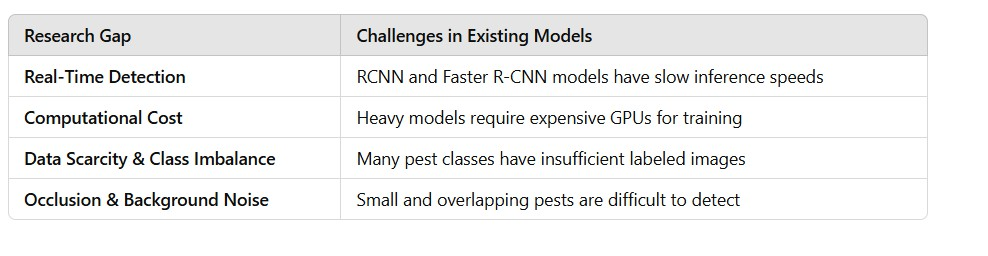 Research Gap Challenges in Existing Models
Real-Time Detection RCNN and Faster R-CNN models have slow inference speeds
Computational Cost Heavy models require expensive GPUs for training
Data Scarcity & Class Imbalance Many pest classes have insufficient labeled images
Occlusion & Background Noise Small and overlapping pests are difficult to detect